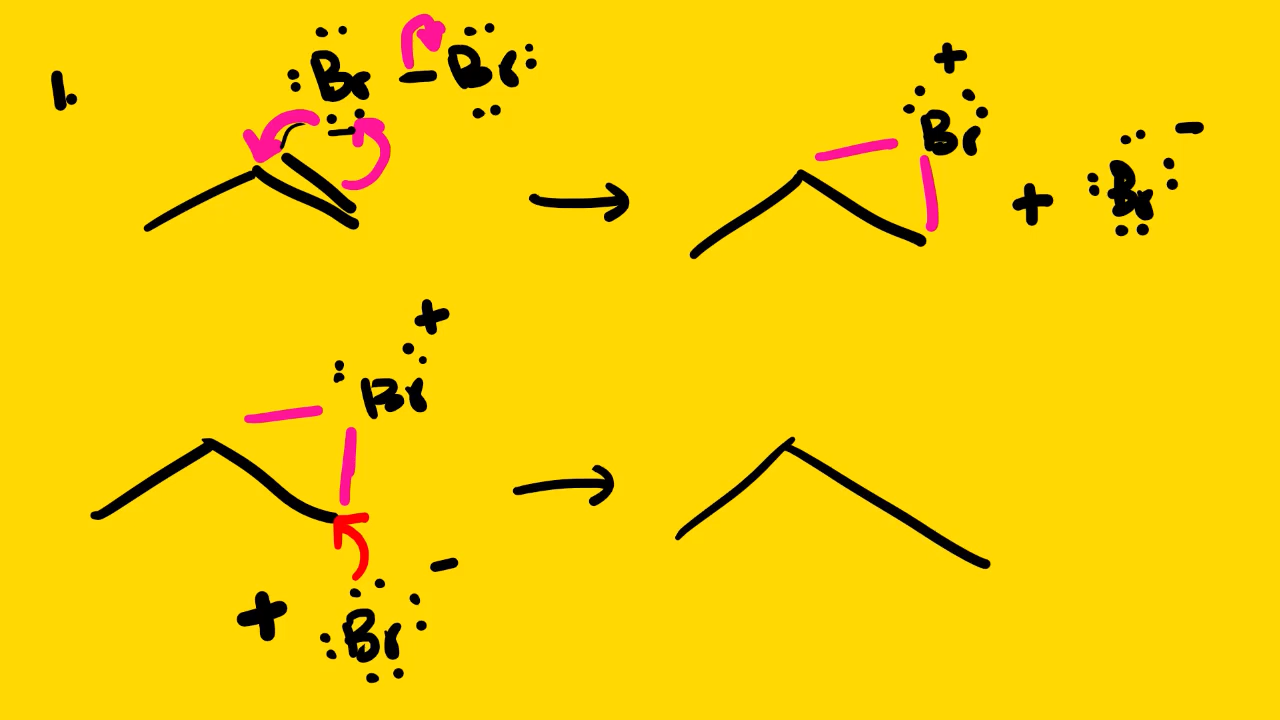 1.
:Br - Br:
+
Br
+ :Br: -
+
:Br
+ :Br: -